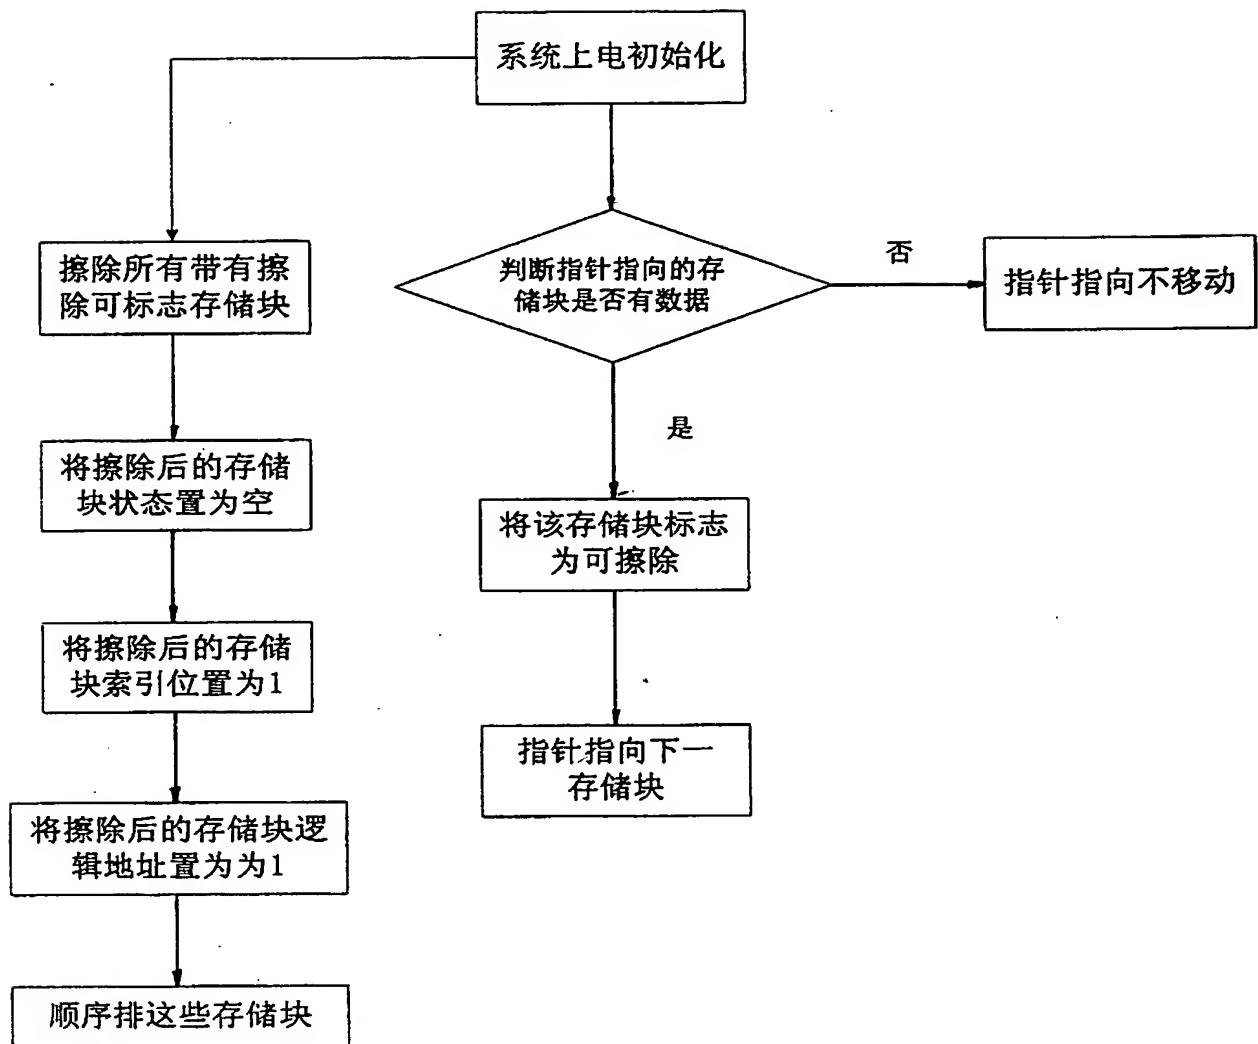 系统上电初始化
擦除所有带有擦
除可标志存储块
判断指针指向的存
储块是否有数据
否
指针指向不移动
是
将擦除后的存储
块状态置为空
将该存储块标志
为可擦除
将擦除后的存储
块索引位置为1
指针指向下一
存储块
将擦除后的存储块逻
辑地址置为为1
顺序排这些存储块